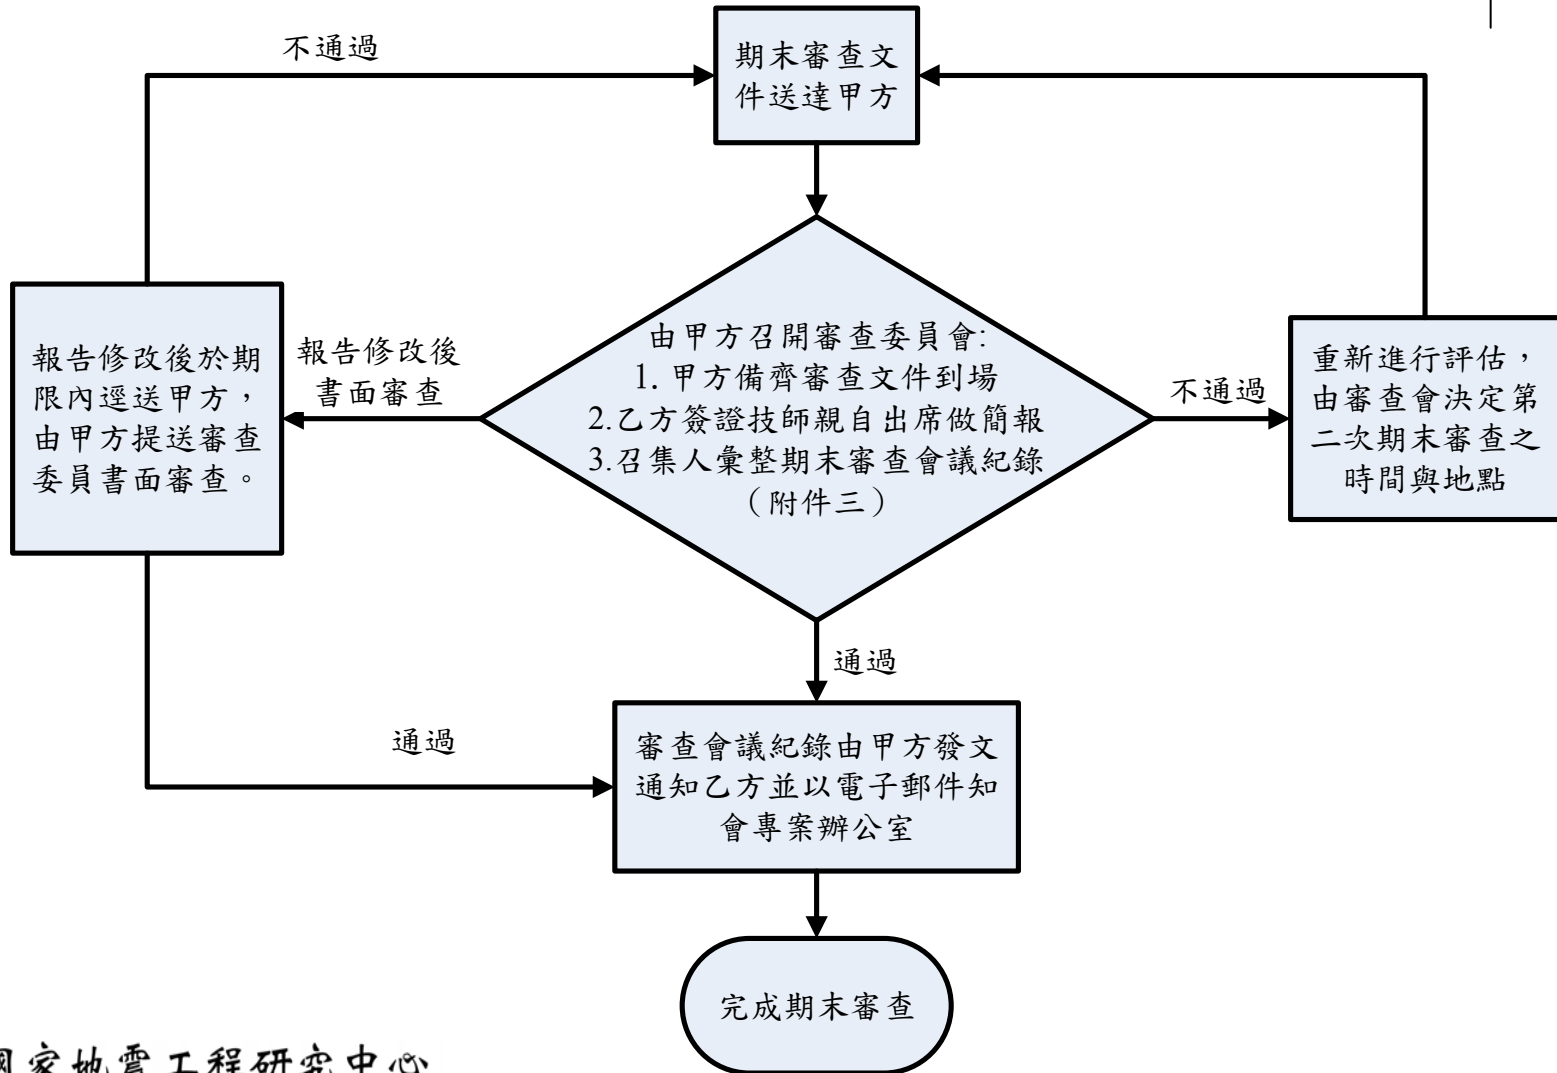 不通過
期末審查文
件送達甲方
報告修改後於期
限內逕送甲方，
由甲方提送審查
委員書面審查。
報告修改後
書面審查
由甲方召開審查委員會:
1. 甲方備齊審查文件到場
2.乙方簽證技師親自出席做簡報
3.召集人彙整期末審查會議紀錄
（附件三）
不通過
重新進行評估，
由審查會決定第
二次期末審查之
時間與地點
通過
通過
審查會議紀錄由甲方發文
通知乙方並以電子郵件知
會專案辦公室
完成期末審查
國家地震工程研究中心